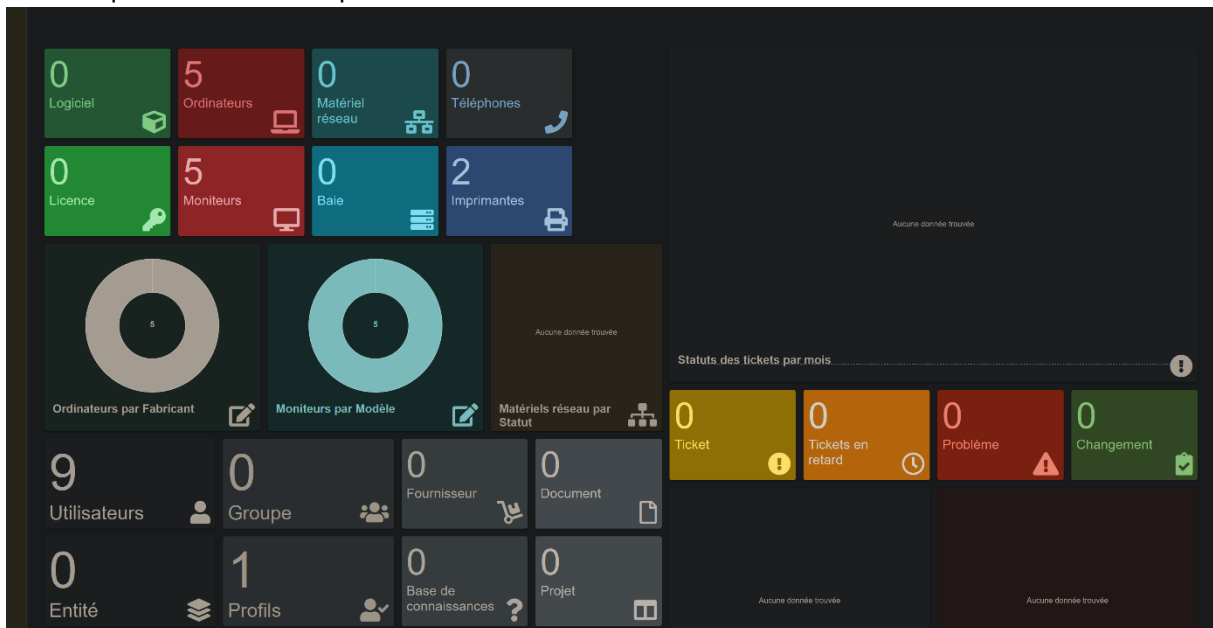 0
Logiciel
5
Ordinateurs
0
Matériel
réseau
0
Téléphones
0
Licence
5
Moniteurs
0
Baie
2
Imprimantes
Aucune donnée trouvée
Statuts des tickets par mois
5
Ordinateurs par Fabricant
5
Moniteurs par Modèle
Aucune donnée trouvée
Matériels réseau par
Statut
0
Ticket
0
Tickets en
retard
0
Problème
0
Changement
9
Utilisateurs
0
Groupe
0
Fournisseur
0
Document
0
Entité
1
Profils
0
Base de
connaissances
0
Projet
Aucune donnée trouvée
Aucune donnée trouvée